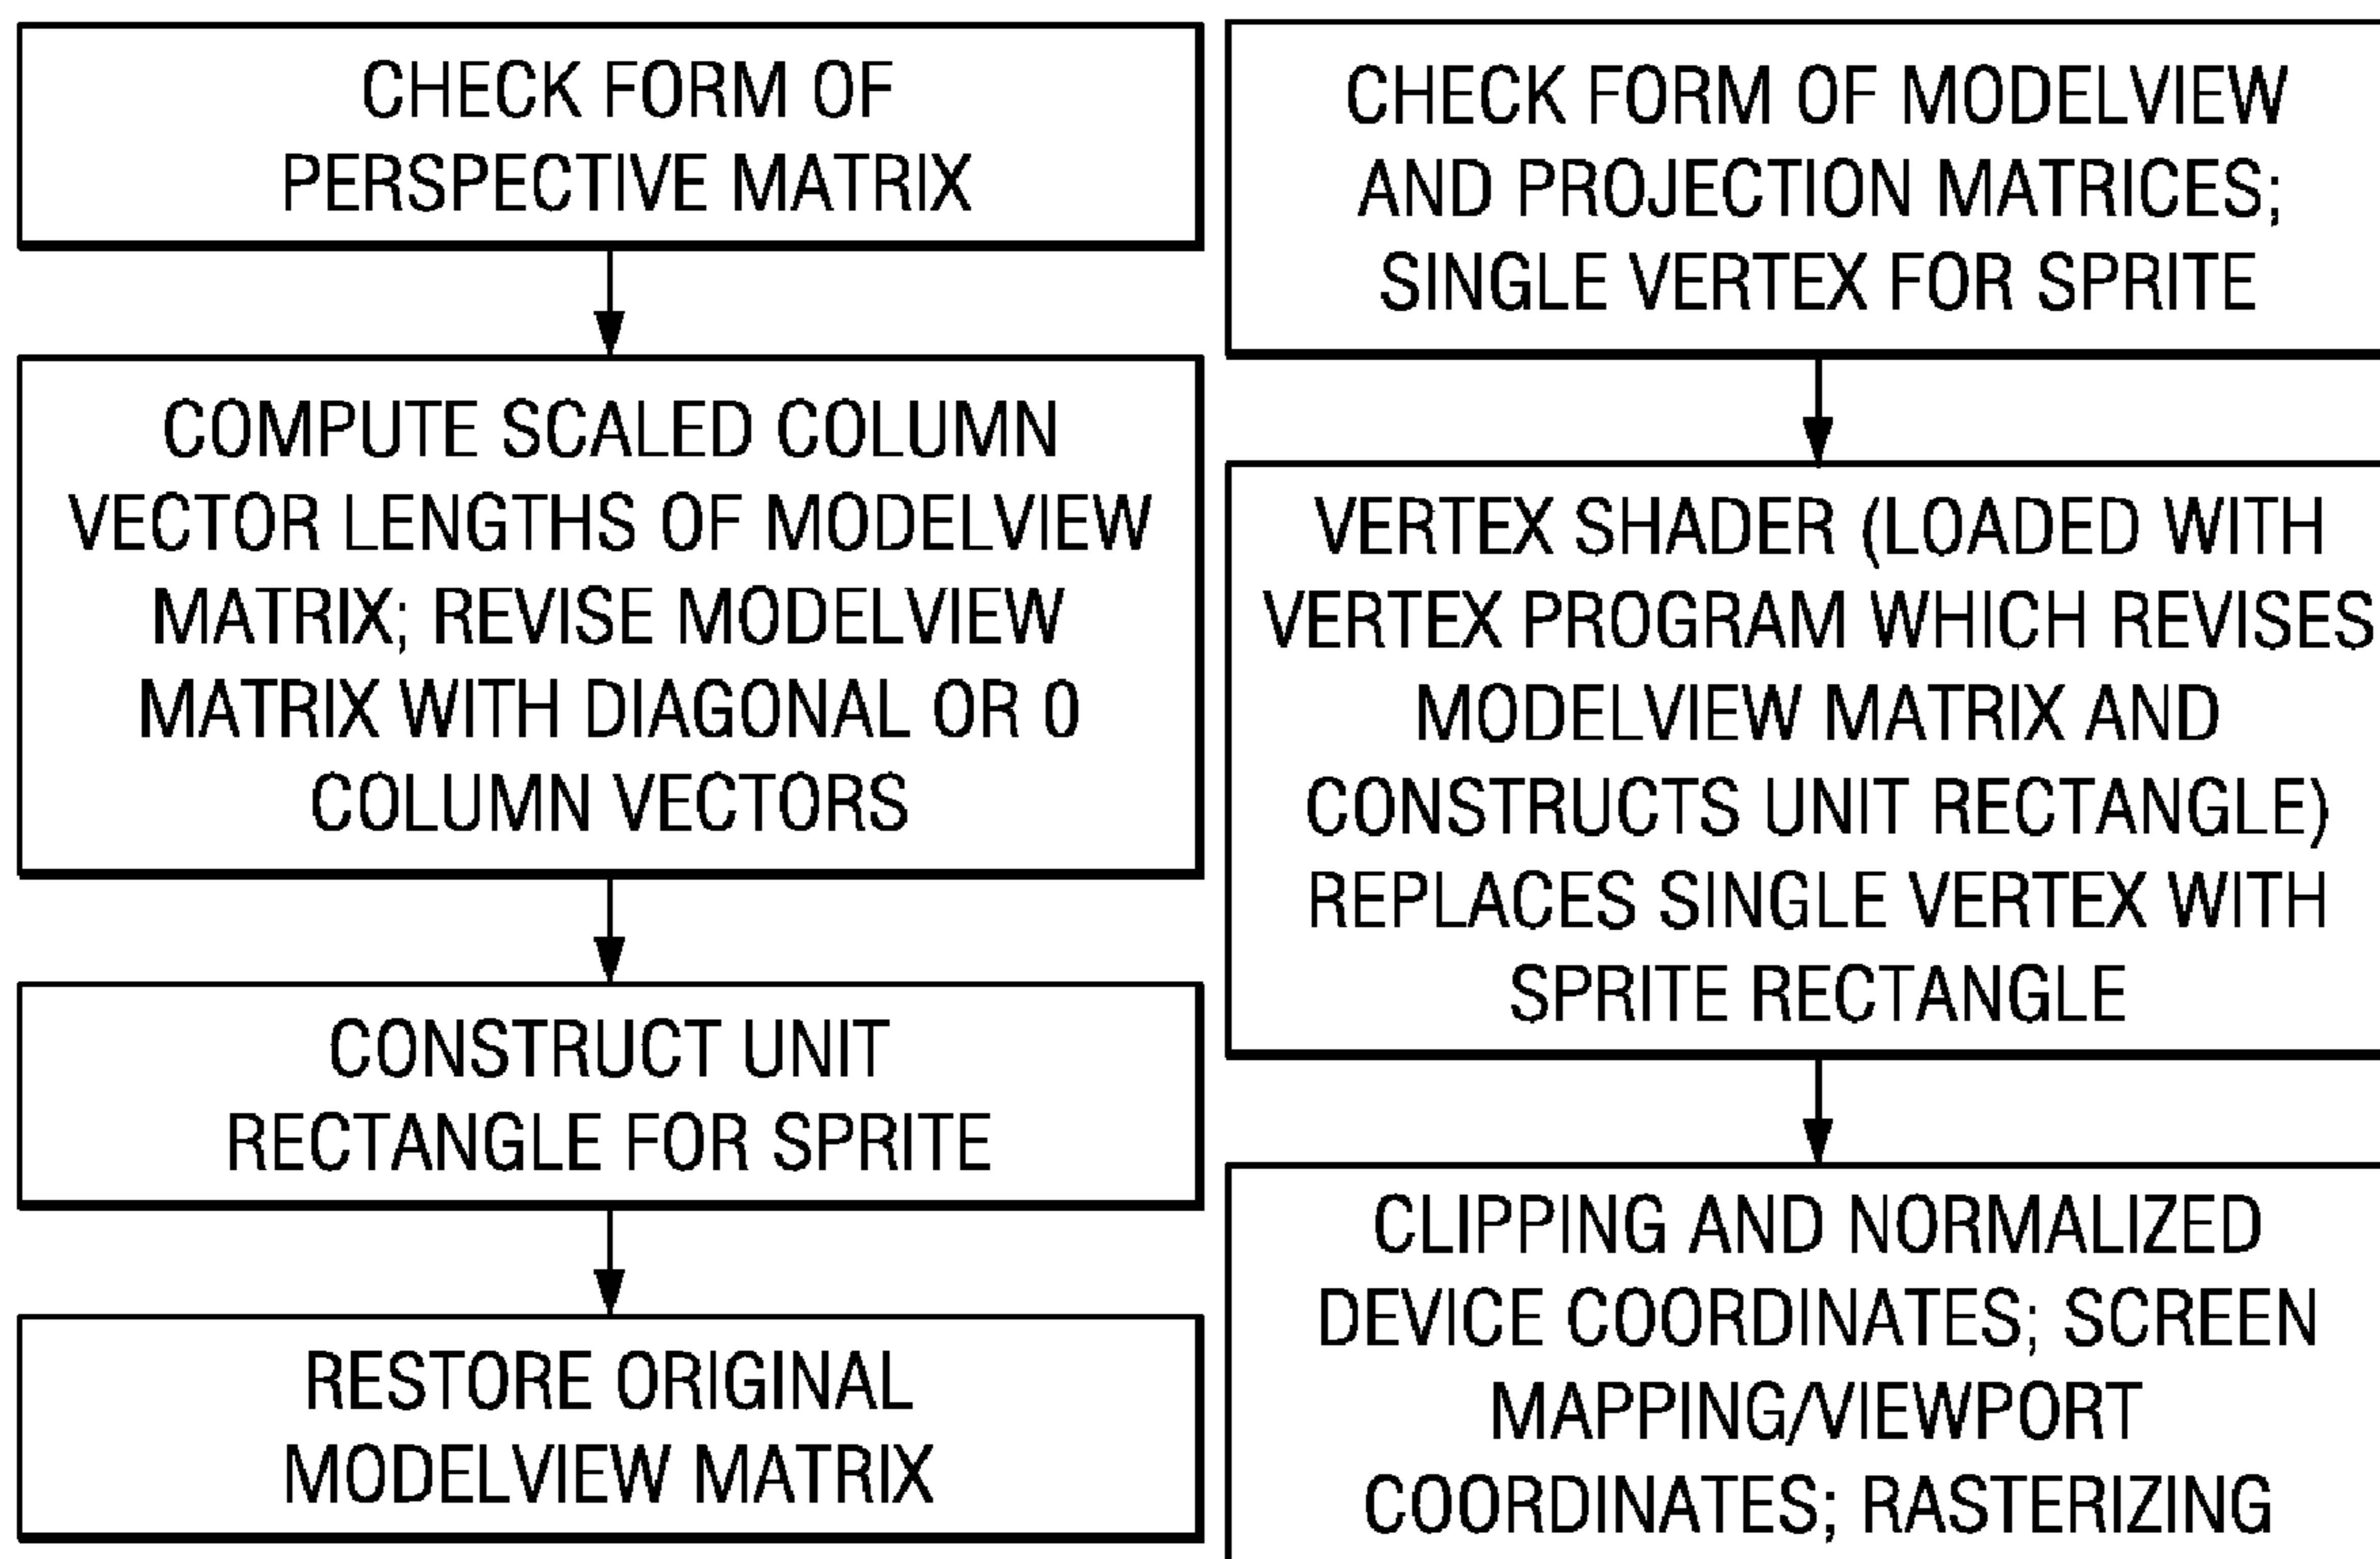 CHECK FORM OF
PERSPECTIVE MATRIX
COMPUTE SCALED COLUMN
VECTOR LENGTHS OF MODELVIEW
MATRIX; REVISE MODELVIEW
MATRIX WITH DIAGONAL OR 0
COLUMN VECTORS
CONSTRUCT UNIT
RECTANGLE FOR SPRITE
RESTORE ORIGINAL
MODELVIEW MATRIX
CHECK FORM OF MODELVIEW
AND PROJECTION MATRICES;
SINGLE VERTEX FOR SPRITE
VERTEX SHADER (LOADED WITH
VERTEX PROGRAM WHICH REVISES
MODELVIEW MATRIX AND
CONSTRUCTS UNIT RECTANGLE)
REPLACES SINGLE VERTEX WITH
SPRITE RECTANGLE
CLIPPING AND NORMALIZED
DEVICE COORDINATES; SCREEN
MAPPING/VIEWPORT
COORDINATES; RASTERIZING